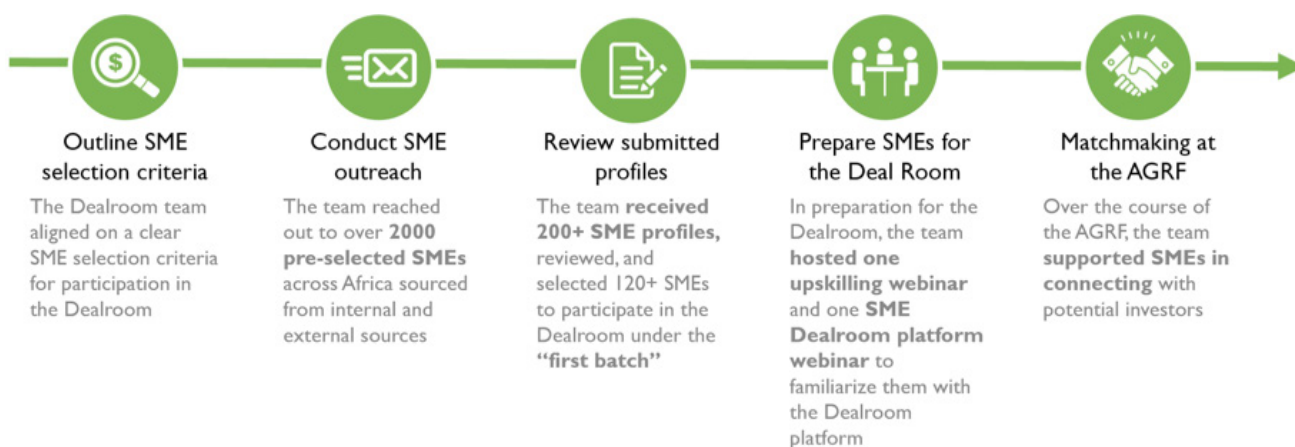 $
Outline SME
selection criteria
The Dealroom team
aligned on a clear
SME selection criteria
for participation in
the Dealroom
Conduct SME
outreach
The team reached
out to over 2000
pre-selected SMEs
across Africa sourced
from internal and
external sources
Review submitted
profiles
The team received
200+ SME profiles,
reviewed, and
selected 120+ SMEs
to participate in the
Dealroom under the
“first batch”
Prepare SMEs for
the Deal Room
In preparation for the
Dealroom, the team
hosted one
upskilling webinar
and one SME
Dealroom platform
webinar to
familiarize them with
the Dealroom
platform
Matchmaking at
the AGRF
Over the course of
the AGRF, the team
supported SMEs in
connecting with
potential investors